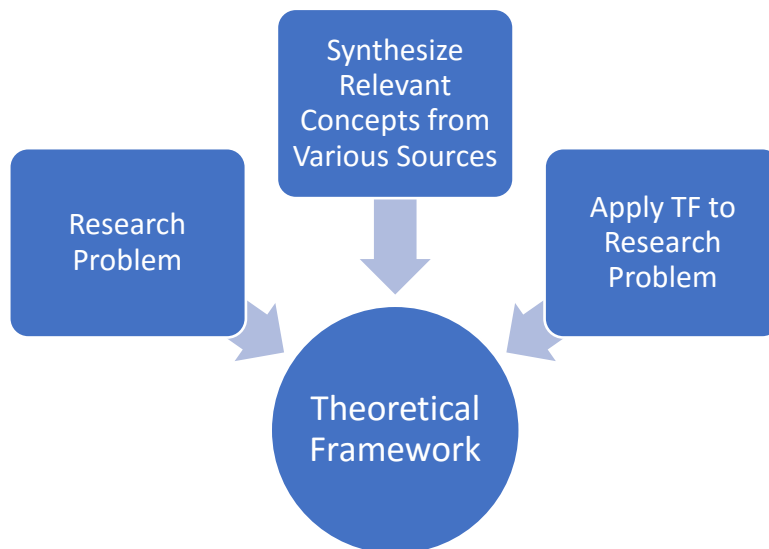 Synthesize
Relevant
Concepts from
Various Sources
Research
Problem
Apply TF to
Research
Problem
Theoretical
Framework